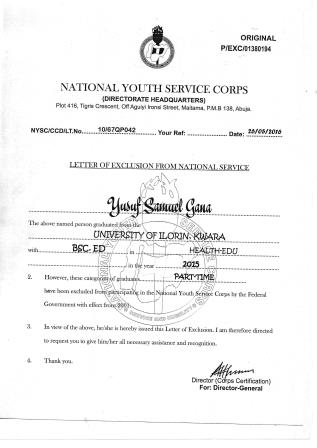 ORIGINAL
P/EXC/01380194
NATIONAL YOUTH SERVICE CORPS
(DIRECTORATE HEADQUARTERS)
Plot 416, Tigris Crescent, Off Aguiyi Ironsi Street, Maitama, P.M.B 138, Abuja.
NYSC/CCD/LT.No. 10/67QP042 Your Ref: Date: 26/05/2016
LETTER OF EXCLUSION FROM NATIONAL SERVICE
Yusuf Samuel Gana
The above named person graduated from the
UNIVERSITY OF ILORIN, KWARA
with BSC. ED in HEALTH-EDU
in the year 2015
2. However, these categories of graduates PART-TIME
have been excluded from participating in the National Youth Service Corps by the Federal
Government with effect from 2001.
3. In view of the above, he/she is hereby issued this Letter of Exclusion. I am therefore directed
to request you to give him/her all necessary assistance and recognition.
4. Thank you.
Director (Corps Certification)
For: Director-General